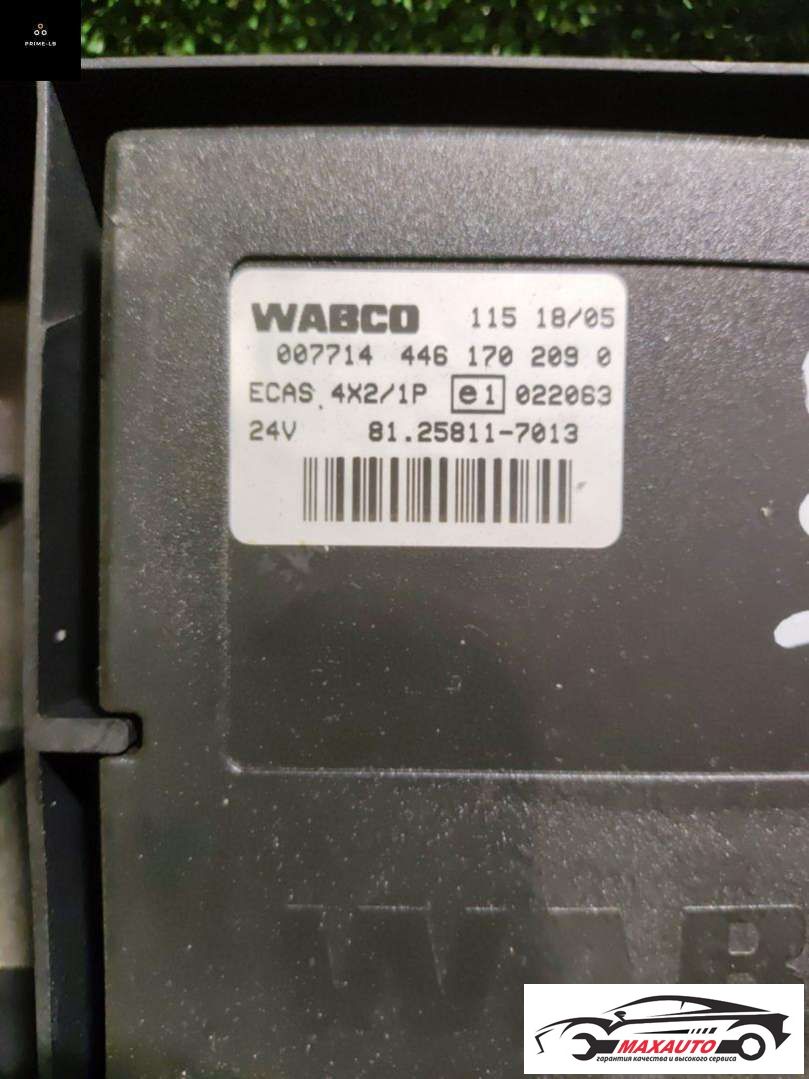 PRIME-LB
WABCO 115 18/05
007714 446 170 209 0
ECAS 4X2/1P e1 022063
24V 81.25811-7013
WAB
MAXAUTO
гарантия качества и высокого сервиса